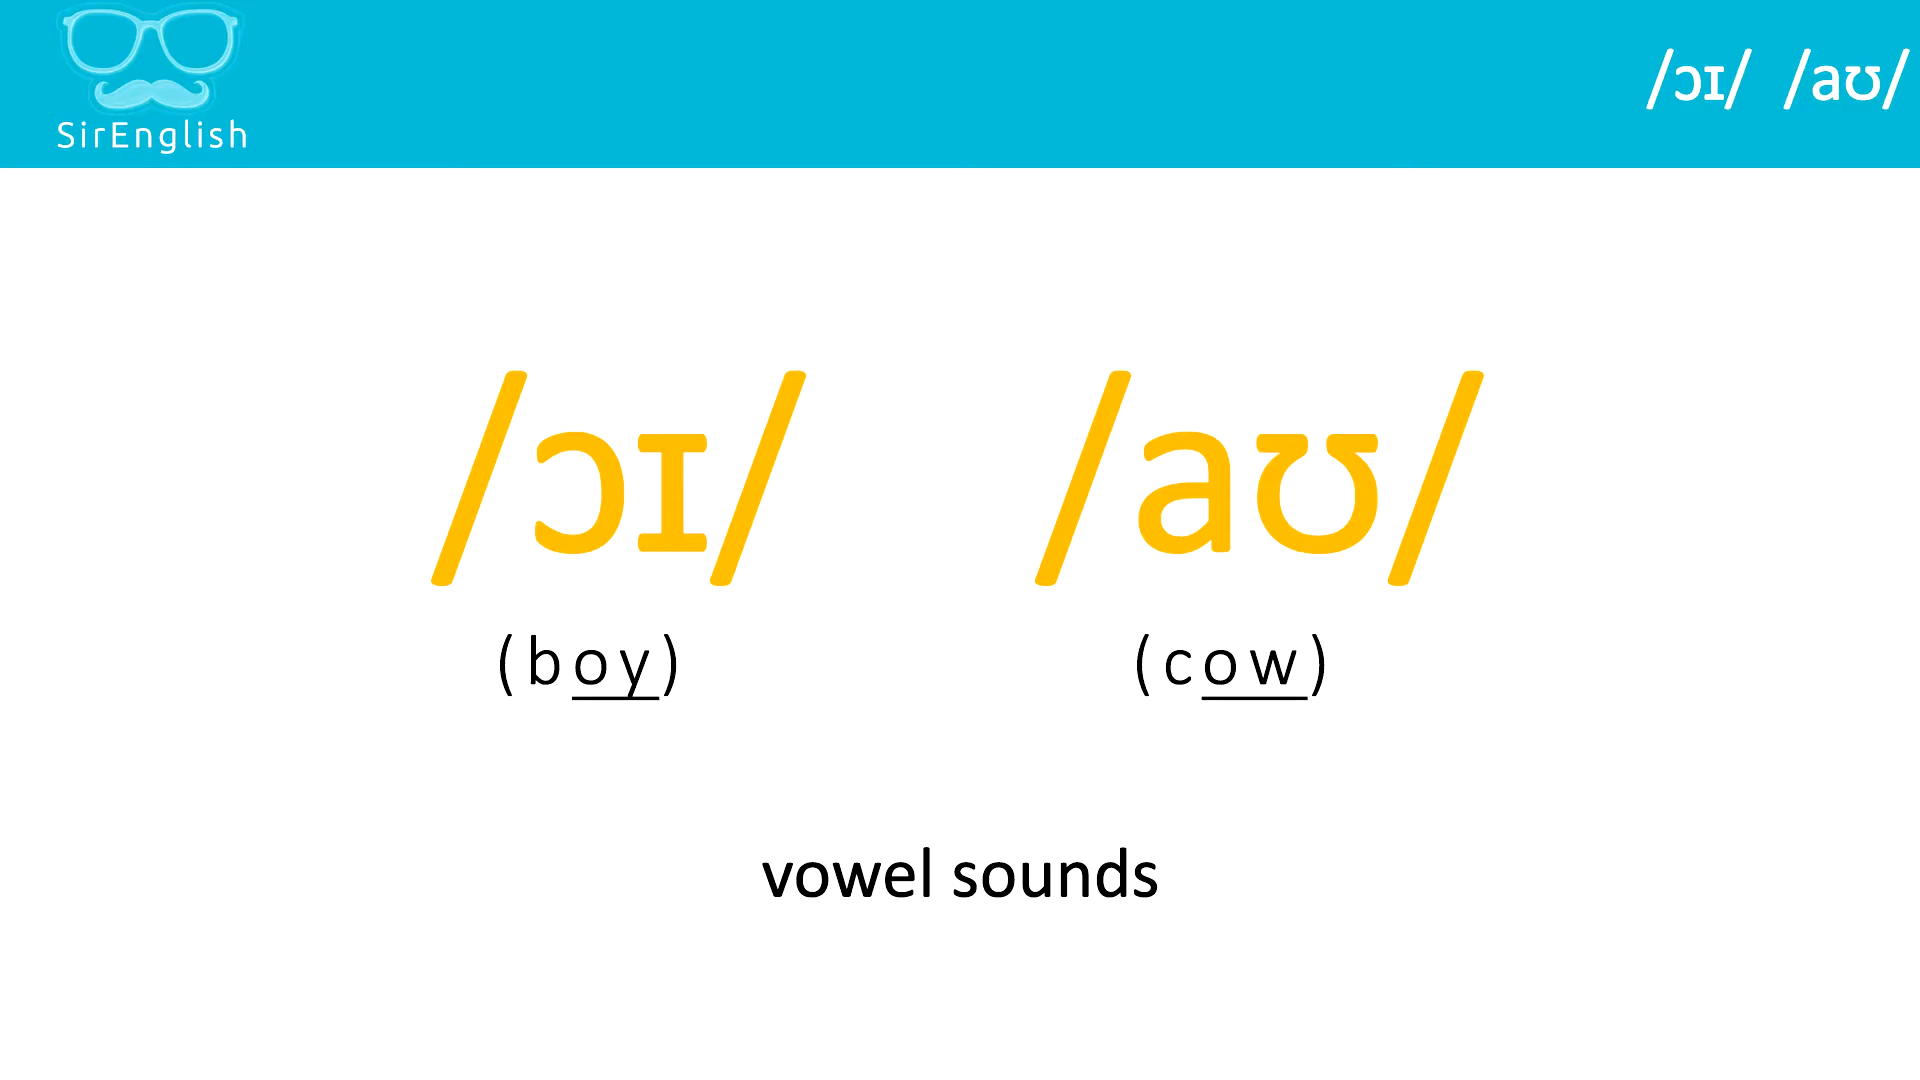 SirEnglish
/ɔɪ/ /aʊ/
/ɔɪ/ /aʊ/
(boy) (cow)
vowel sounds